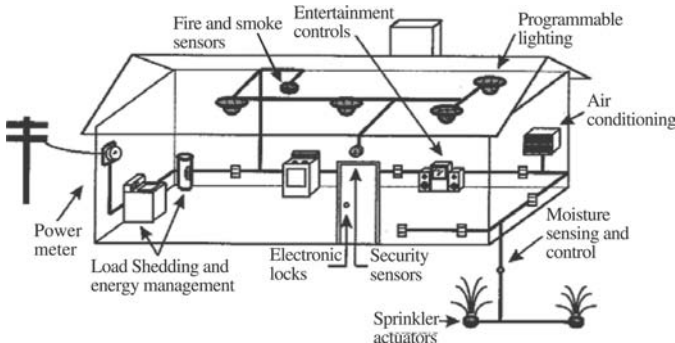 Fire and smoke
sensors
Entertainment
controls
Programmable
lighting
Air
conditioning
Power
meter
Load Shedding and
energy management
Electronic
locks
Security
sensors
Moisture
sensing and
control
Sprinkler
actuators